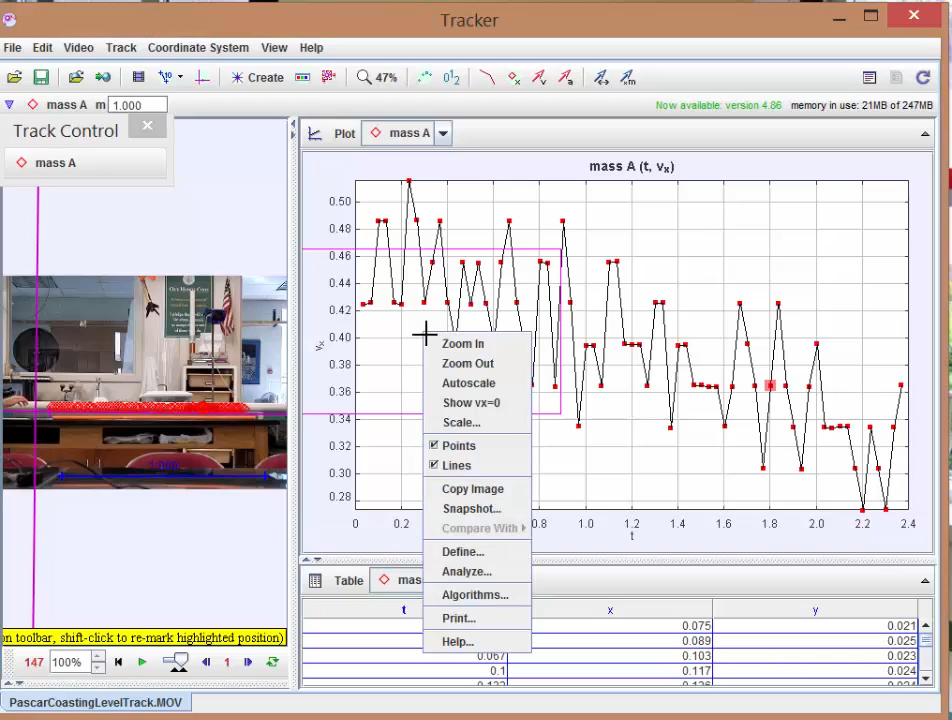 Tracker
File Edit Video Track Coordinate System View Help
Create 47%
mass A m 1.000
Now available: version 4.86 memory in use: 21MB of 247MB
Track Control
mass A
Plot mass A
mass A (t, vx)
0.50
0.48
0.46
0.44
0.42
0.40
0.38
0.36
0.34
0.32
0.30
0.28
vx
0 0.2 0.8 1.0 1.2 1.4 1.6 1.8 2.0 2.2 2.4
t
Zoom In
Zoom Out
Autoscale
Show vx=0
Scale...
Points
Lines
Copy Image
Snapshot...
Compare With
Define...
Analyze...
Algorithms...
Print...
Help...
1.000
Table mas
t x y
0.075 0.021
0.089 0.025
0.067 0.103 0.023
0.1 0.117 0.024
on toolbar, shift-click to re-mark highlighted position)
147 100% 1
PascarCoastingLevelTrack.MOV